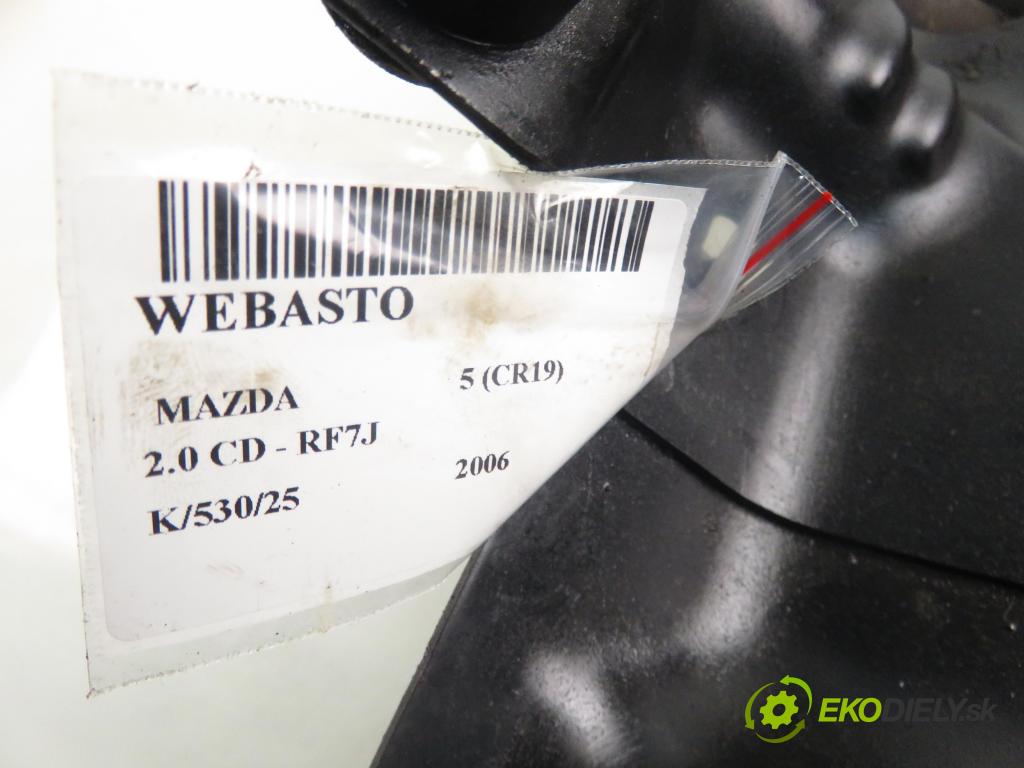 WEBASTO
MAZDA 5 (CR19)
2.0 CD - RF7J
K/530/25 2006
EKODIELY.sk